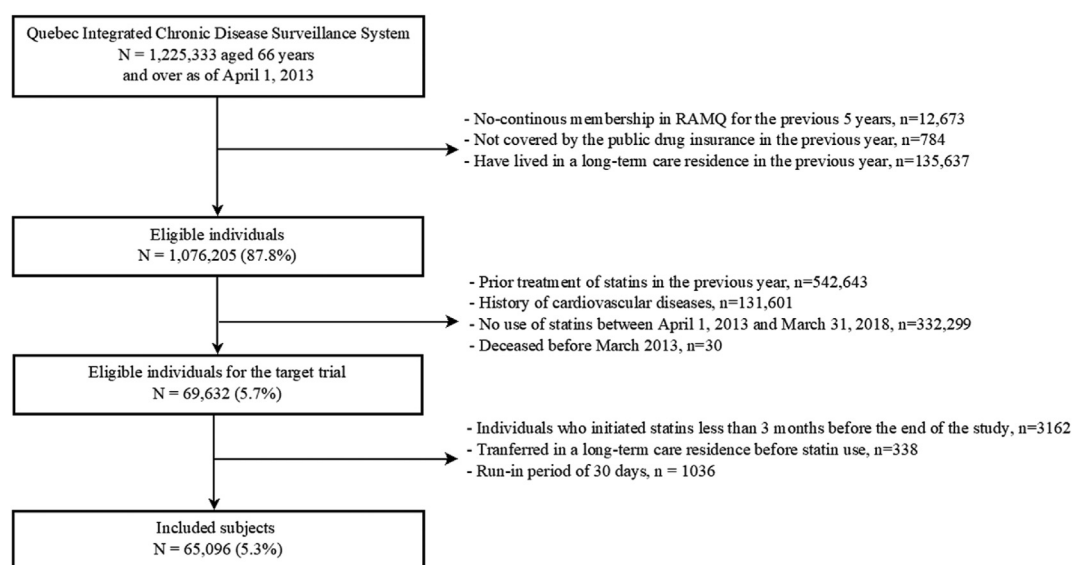 Quebec Integrated Chronic Disease Surveillance System
N = 1,225,333 aged 66 years
and over as of April 1, 2013
- No-continous membership in RAMQ for the previous 5 years, n=12,673
- Not covered by the public drug insurance in the previous year, n=784
- Have lived in a long-term care residence in the previous year, n=135,637
Eligible individuals
N = 1,076,205 (87.8%)
- Prior treatment of statins in the previous year, n=542,643
- History of cardiovascular diseases, n=131,601
- No use of statins between April 1, 2013 and March 31, 2018, n=332,299
- Deceased before March 2013, n=30
Eligible individuals for the target trial
N = 69,632 (5.7%)
- Individuals who initiated statins less than 3 months before the end of the study, n=3162
- Tranferred in a long-term care residence before statin use, n=338
- Run-in period of 30 days, n = 1036
Included subjects
N = 65,096 (5.3%)